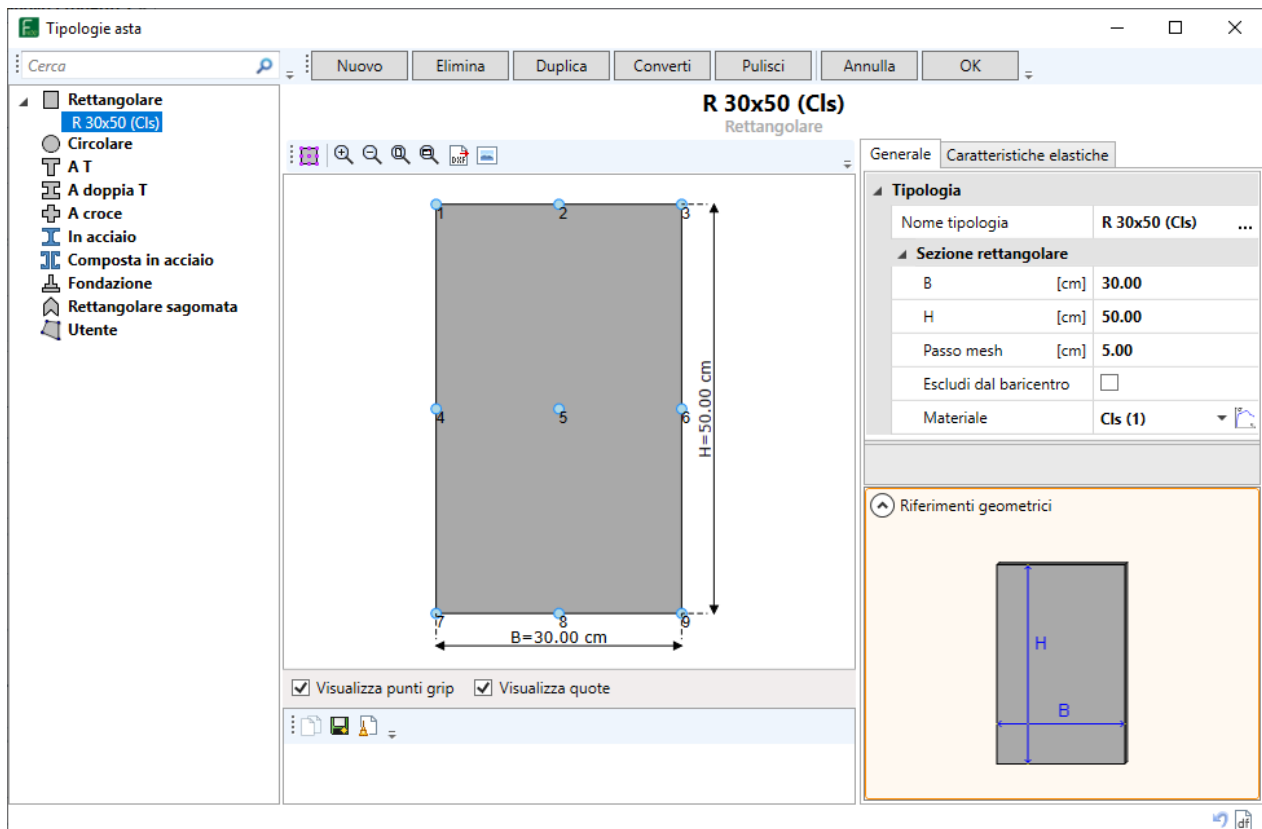 Tipologie asta
Cerca
Nuovo Elimina Duplica Converti Pulisci Annulla OK
Rettangolare
R 30x50 (Cls)
Circolare
A T
A doppia T
A croce
In acciaio
Composta in acciaio
Fondazione
Rettangolare sagomata
Utente
R 30x50 (Cls)
Rettangolare
DXF
1 2 3
4 5 6
7 8 9
H=50.00 cm
B=30.00 cm
Visualizza punti grip Visualizza quote
Generale Caratteristiche elastiche
Tipologia
Nome tipologia R 30x50 (Cls) ...
Sezione rettangolare
B [cm] 30.00
H [cm] 50.00
Passo mesh [cm] 5.00
Escludi dal baricentro
Materiale Cls (1)
Riferimenti geometrici
H
B
df